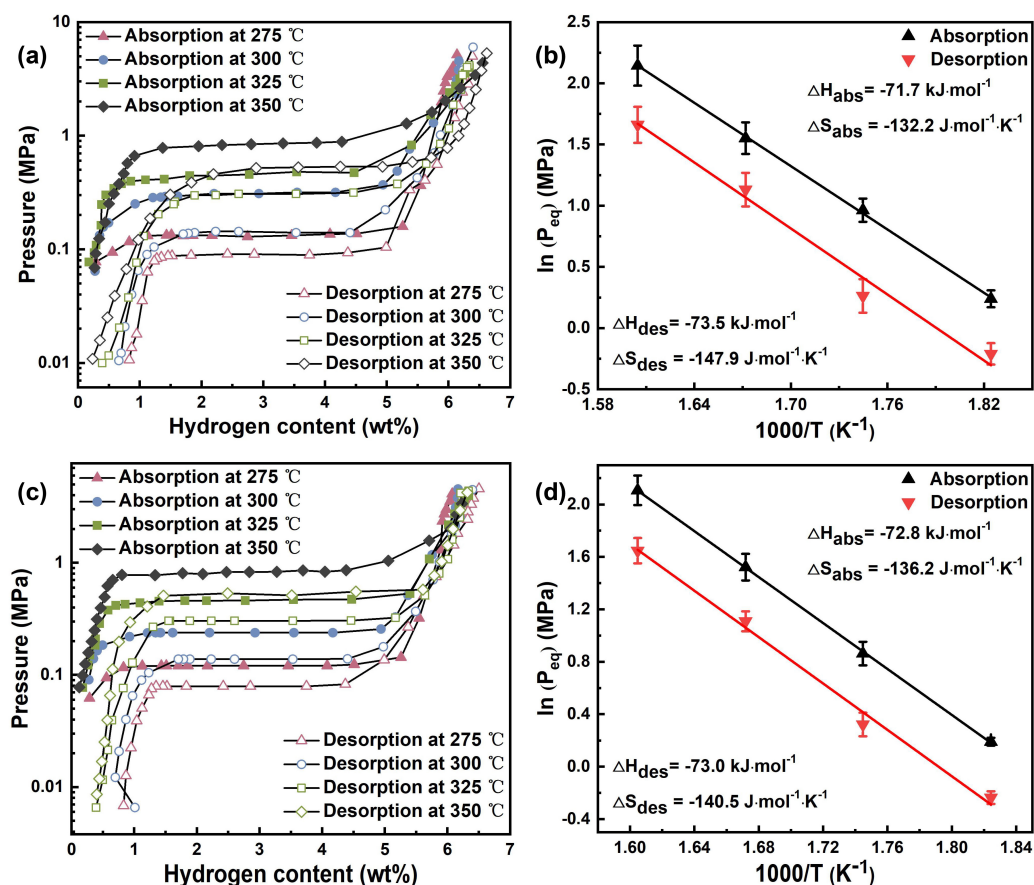 (a)
Absorption at 275 ℃
Absorption at 300 ℃
Absorption at 325 ℃
Absorption at 350 ℃
Desorption at 275 ℃
Desorption at 300 ℃
Desorption at 325 ℃
Desorption at 350 ℃
Pressure (MPa)
10
1
0.1
0.01
0 1 2 3 4 5 6 7
Hydrogen content (wt%)
(b)
Absorption
Desorption
△Habs= -71.7 kJ·mol-1
△Sabs = -132.2 J·mol-1·K-1
△Hdes= -73.5 kJ·mol-1
△Sdes = -147.9 J·mol-1·K-1
ln (Peq) (MPa)
2.5
2.0
1.5
1.0
0.5
0.0
-0.5
1.58 1.64 1.70 1.76 1.82
1000/T (K-1)
(c)
Absorption at 275 ℃
Absorption at 300 ℃
Absorption at 325 ℃
Absorption at 350 ℃
Desorption at 275 ℃
Desorption at 300 ℃
Desorption at 325 ℃
Desorption at 350 ℃
Pressure (MPa)
10
1
0.1
0.01
0 1 2 3 4 5 6 7
Hydrogen content (wt%)
(d)
Absorption
Desorption
△Habs= -72.8 kJ·mol-1
△Sabs = -136.2 J·mol-1·K-1
△Hdes= -73.0 kJ·mol-1
△Sdes = -140.5 J·mol-1·K-1
ln (Peq) (MPa)
2.0
1.6
1.2
0.8
0.4
0.0
-0.4
1.60 1.64 1.68 1.72 1.76 1.80 1.84
1000/T (K-1)